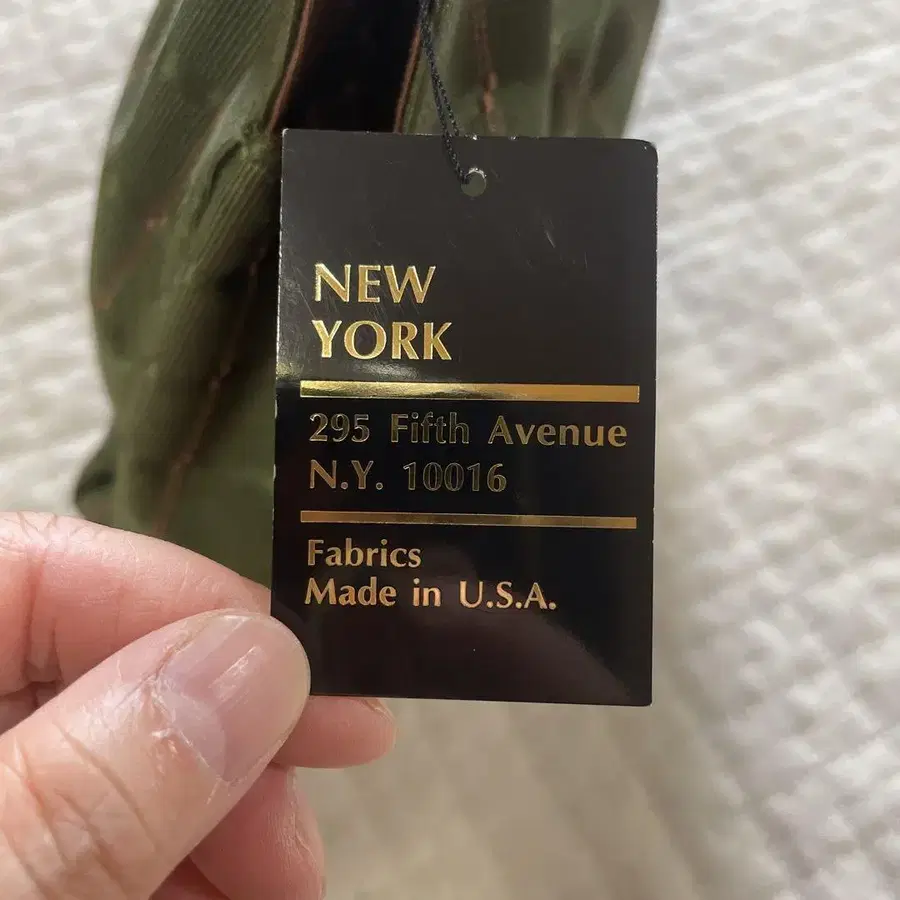 NEW
YORK
295 Fifth Avenue
N.Y. 10016
Fabrics
Made in U.S.A.